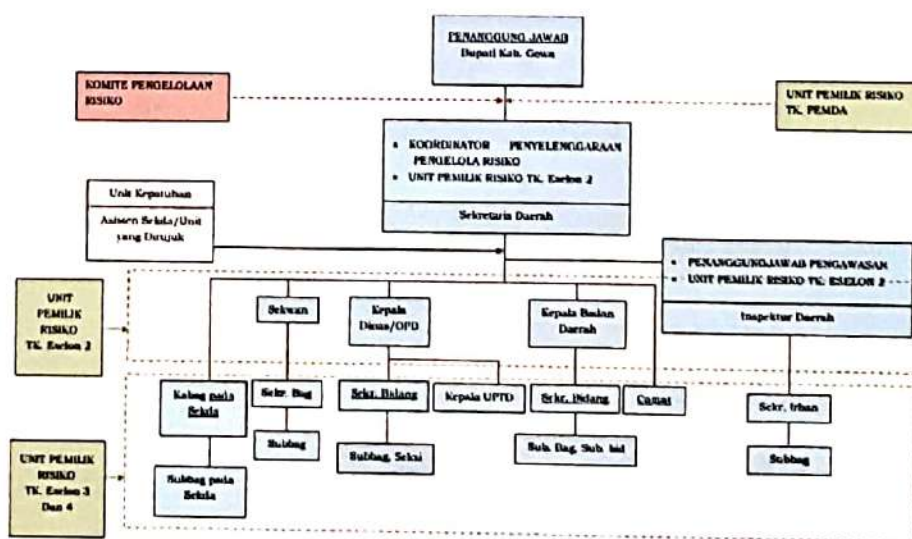 PENANGGUNG JAWAB
Bupati Kab. Gowa
KOMITE PENGELOLAAN
RISIKO
UNIT PEMILIK RISIKO
TK. PEMDA
KOORDINATOR PENYELENGGARAAN
PENGELOLA RISIKO
UNIT PEMILIK RISIKO TK. Eselon 2
Sekretaris Daerah
Unit Kepatuhan
Asisten Sekda/Unit
yang Ditujuk
PENANGGUNGJAWAB PENGAWASAN
UNIT PEMILIK RISIKO TK. ESELON 2
Inspektur Daerah
UNIT
PEMILIK
RISIKO
TK. Eselon 2
Sekwan
Kepala
Dinas/OPD
Kepala Badan
Daerah
Kabag pada
Sekda
Sekr. Bag
Sekr. Bidang
Kepala UPTD
Sekr. Bidang
Camat
Sekr, Irban
Subbag
Subbag, Seksi
Sub. Bag, Sub. bid
Subbag
Subbag pada
Sekda
UNIT PEMILIK
RISIKO
TK. Eselon 3
Dan 4